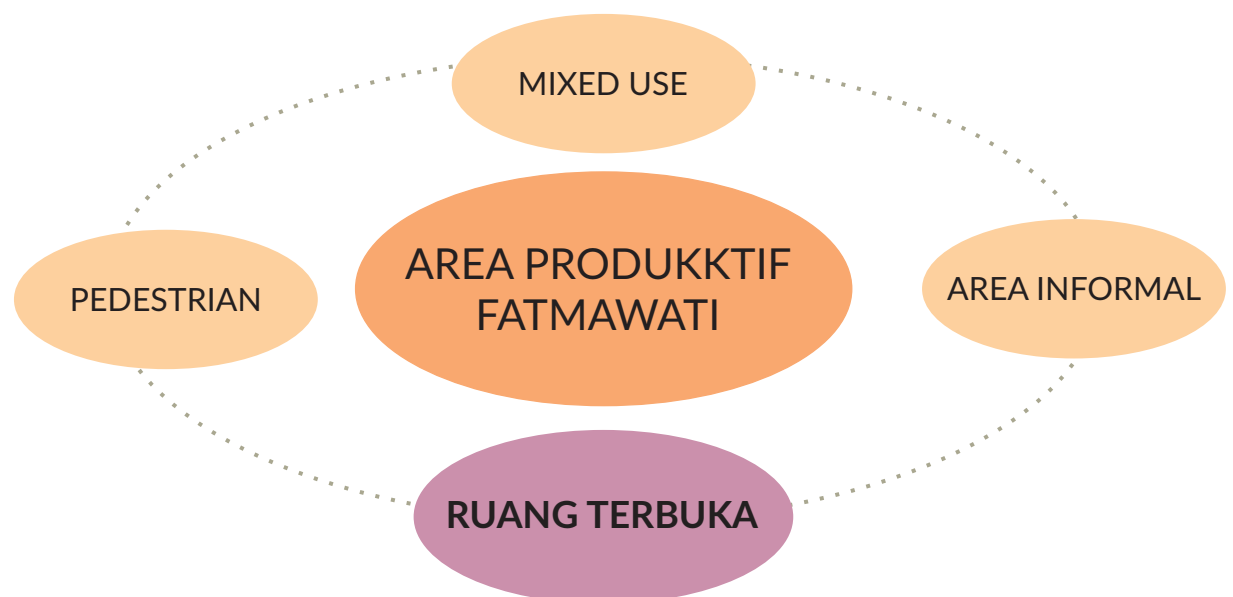 MIXED USE
AREA PRODUKKTIF
FATMAWATI
PEDESTRIAN
AREA INFORMAL
RUANG TERBUKA